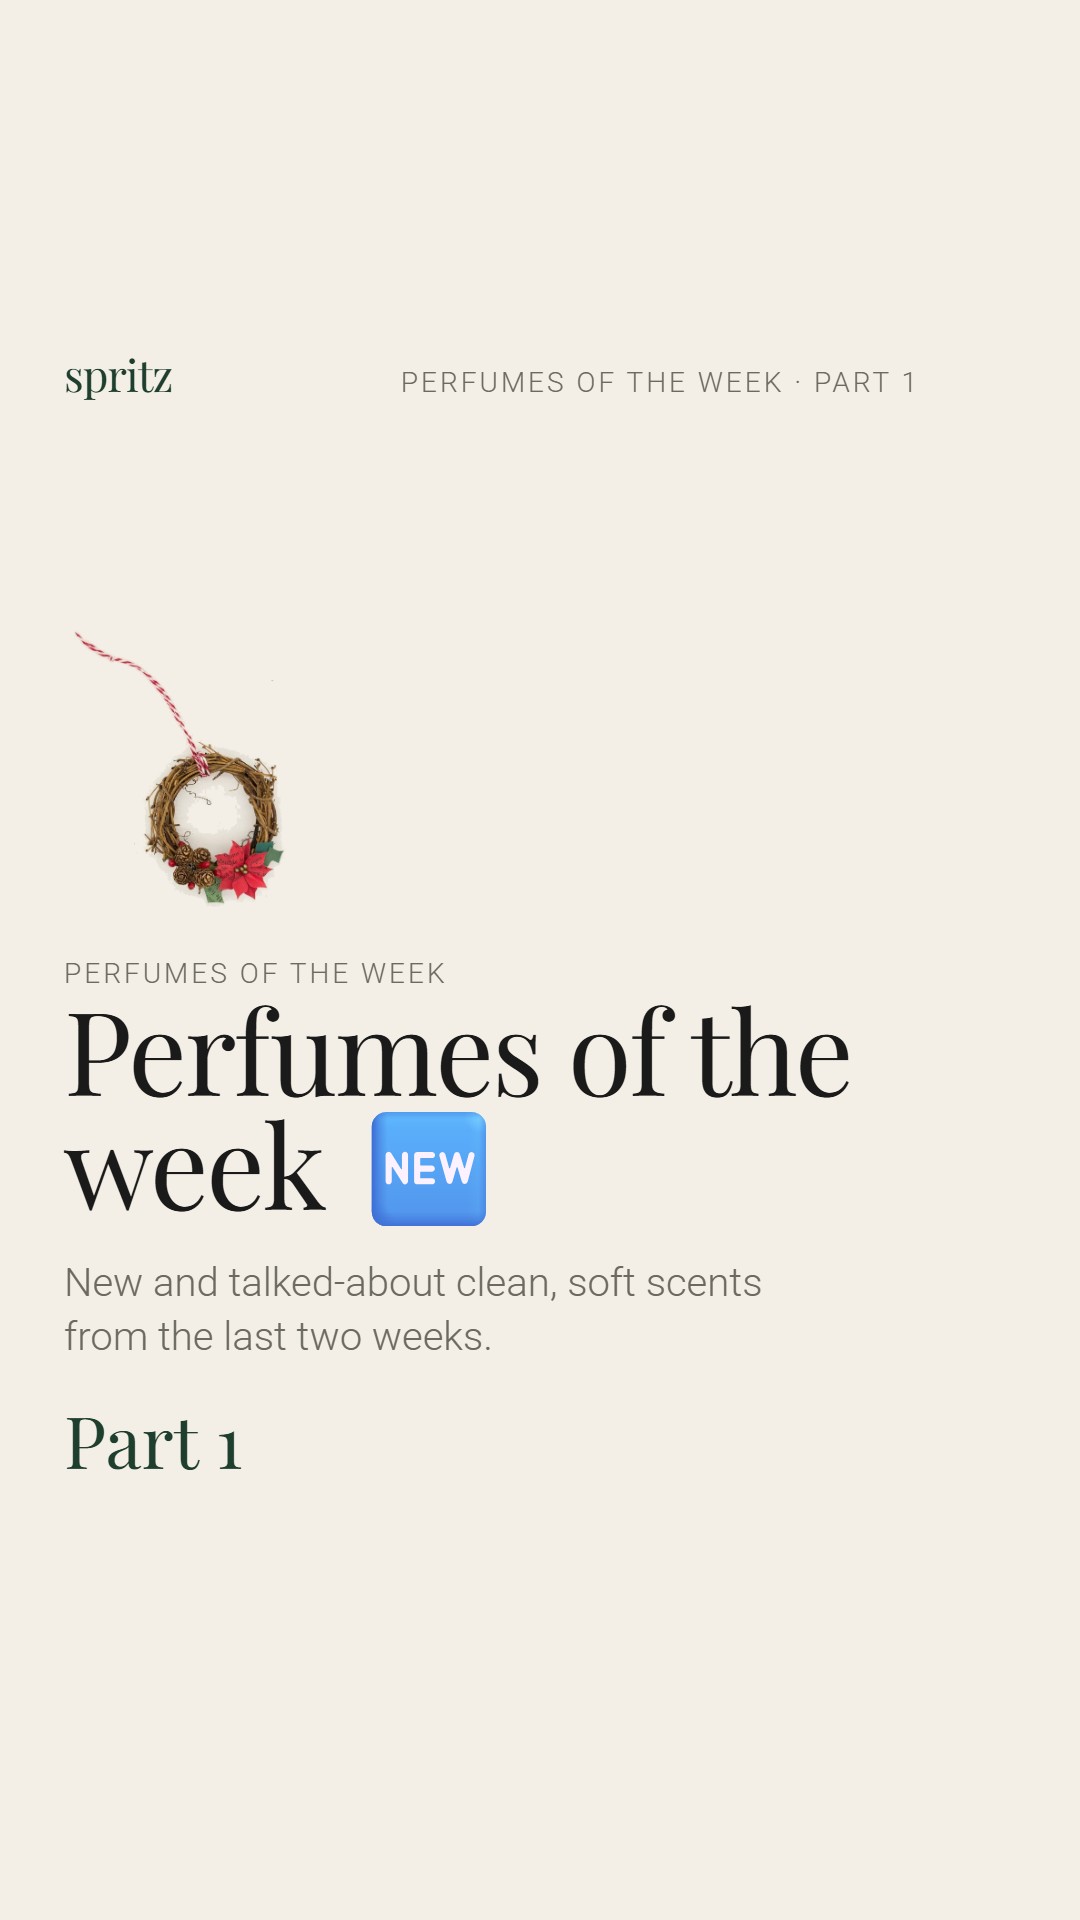 spritz
PERFUMES OF THE WEEK · PART 1
PERFUMES OF THE WEEK
Perfumes of the
week 🆕
New and talked-about clean, soft scents
from the last two weeks.
Part 1